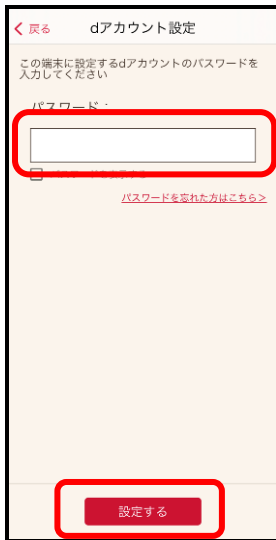 戻る dアカウント設定
この端末に設定するdアカウントのパスワードを
入力してください
パスワード：
パスワードを忘れた方はこちら＞
設定する